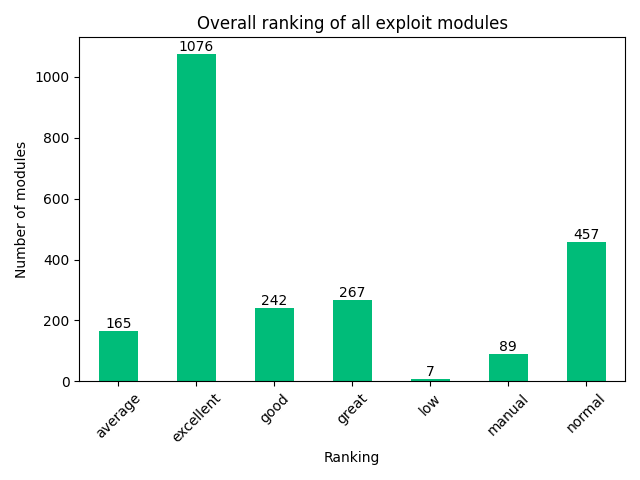 Overall ranking of all exploit modules
Number of modules
1000
800
600
400
200
0
165
1076
242
267
7
89
457
average
excellent
good
great
low
manual
normal
Ranking